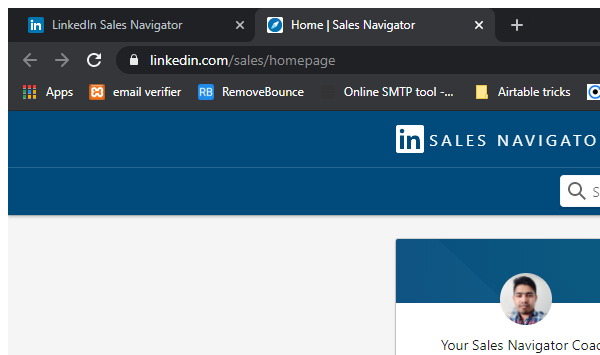 LinkedIn Sales Navigator
Home | Sales Navigator
linkedin.com/sales/homepage
Apps
email verifier
RB RemoveBounce
Online SMTP tool -...
Airtable tricks
in SALES NAVIGATO
S
Your Sales Navigator Coac